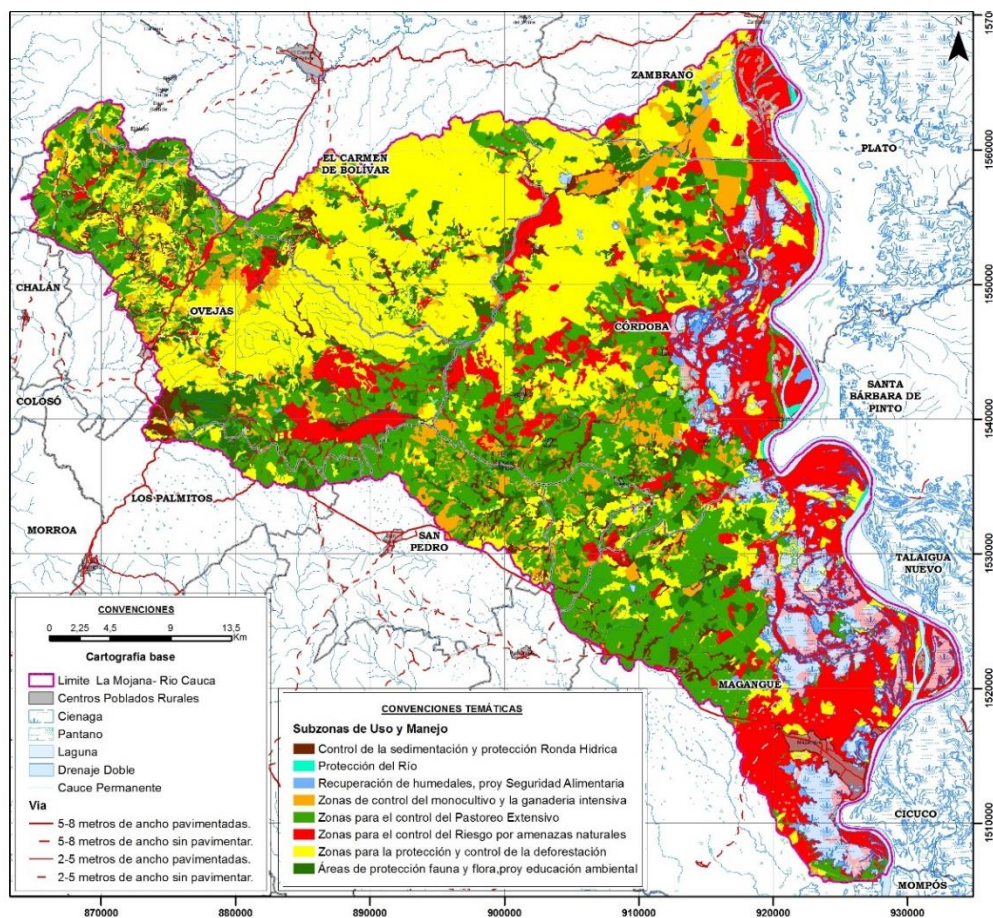 N
1570
ZAMBRANO
PLATO
1560000
EL CARMEN
DE BOLÍVAR
1550000
CHALÁN
OVEJAS
CÓRDOBA
SANTA
BÁRBARA DE
PINTO
COLOSÓ
1540000
LOS PALMITOS
MORROA
SAN
PEDRO
1530000
TALAIGUA
NUEVO
MAGANGUÉ
1520000
CICUCO
1510000
MOMPÓS
CONVENCIONES
0 2,25 4,5 9 13,5
Km
Cartografía base
Limite La Mojana- Rio Cauca
Centros Poblados Rurales
Cienaga
Pantano
Laguna
Drenaje Doble
Cauce Permanente
Via
5-8 metros de ancho pavimentadas.
5-8 metros de ancho sin pavimentar.
2-5 metros de ancho pavimentadas.
2-5 metros de ancho sin pavimentar.
CONVENCIONES TEMÁTICAS
Subzonas de Uso y Manejo
Control de la sedimentación y protección Ronda Hidrica
Protección del Río
Recuperación de humedales, proy Seguridad Alimentaria
Zonas de control del monocultivo y la ganaderia intensiva
Zonas para el control del Pastoreo Extensivo
Zonas para el control del Riesgo por amenazas naturales
Zonas para la protección y control de la deforestación
Áreas de protección fauna y flora,proy educación ambiental
870000 880000 890000 900000 910000 920000 930000